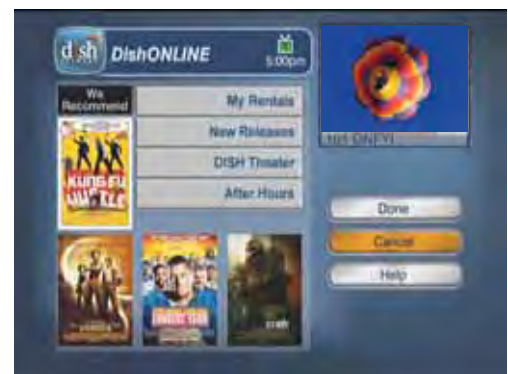 dish DishONLINE
5:00pm
We
Recommend
My Rentals
New Releases
DISH Theater
After Hours
KUNG FU
HUSTLE
Done
Cancel
Help